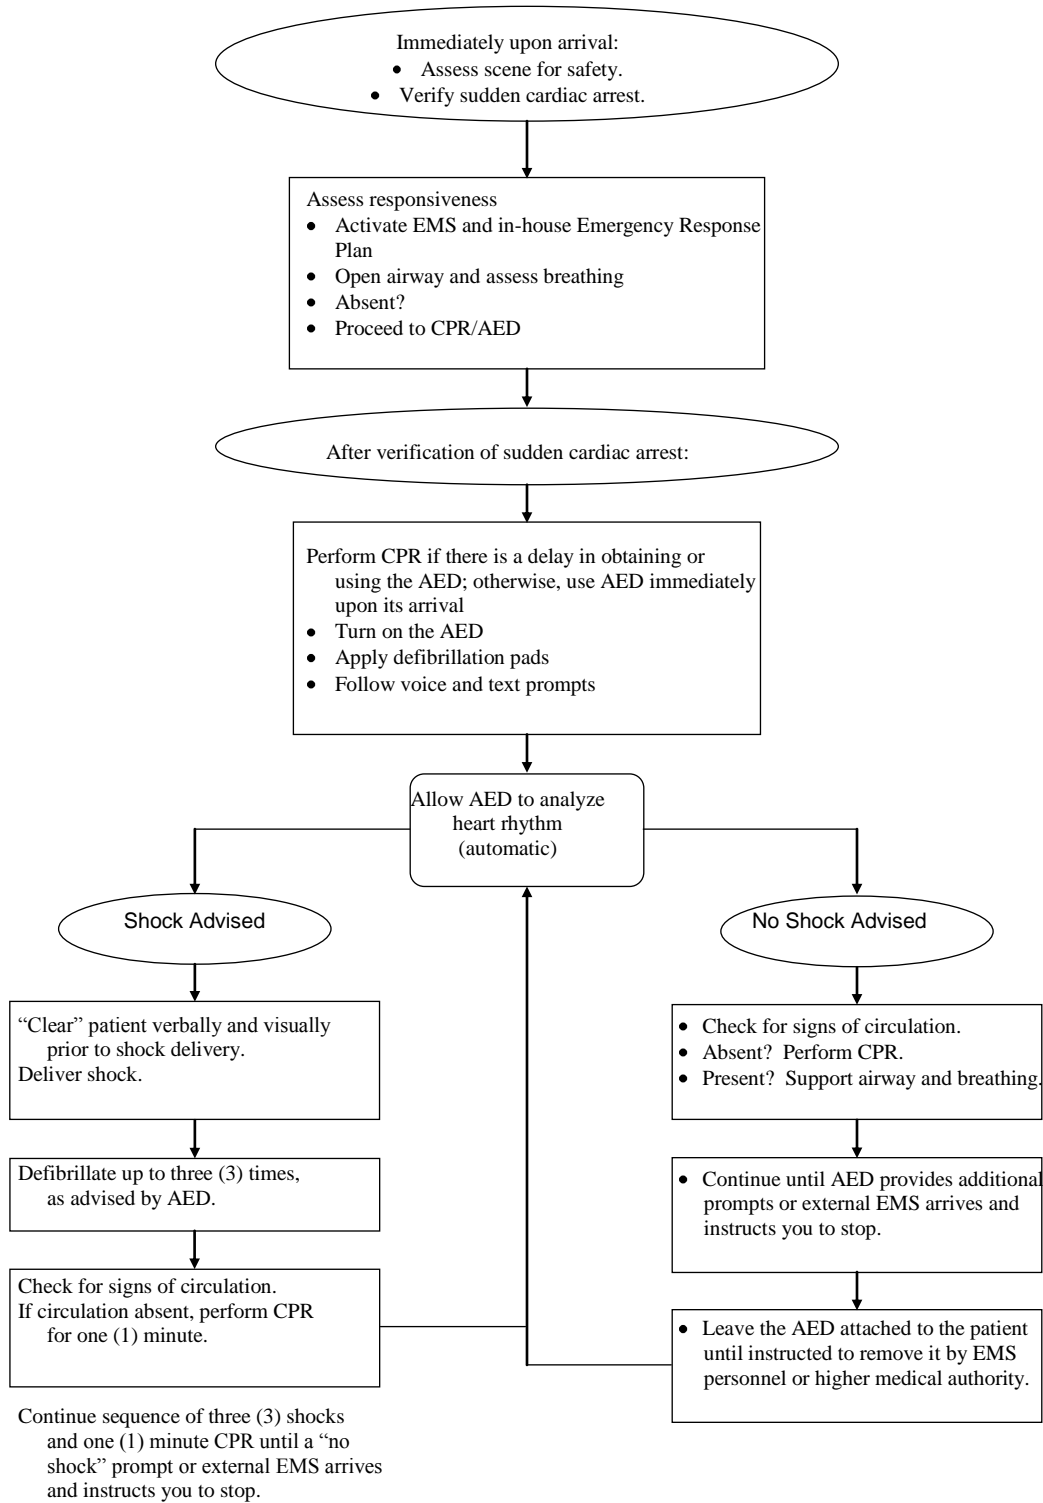 Immediately upon arrival:
• Assess scene for safety.
• Verify sudden cardiac arrest.
Assess responsiveness
• Activate EMS and in-house Emergency Response
Plan
• Open airway and assess breathing
• Absent?
• Proceed to CPR/AED
After verification of sudden cardiac arrest:
Perform CPR if there is a delay in obtaining or
using the AED; otherwise, use AED immediately
upon its arrival
• Turn on the AED
• Apply defibrillation pads
• Follow voice and text prompts
Allow AED to analyze
heart rhythm
(automatic)
Shock Advised
“Clear” patient verbally and visually
prior to shock delivery.
Deliver shock.
Defibrillate up to three (3) times,
as advised by AED.
Check for signs of circulation.
If circulation absent, perform CPR
for one (1) minute.
Continue sequence of three (3) shocks
and one (1) minute CPR until a “no
shock” prompt or external EMS arrives
and instructs you to stop.
No Shock Advised
• Check for signs of circulation.
• Absent?  Perform CPR.
• Present?  Support airway and breathing.
• Continue until AED provides additional
prompts or external EMS arrives and
instructs you to stop.
• Leave the AED attached to the patient
until instructed to remove it by EMS
personnel or higher medical authority.